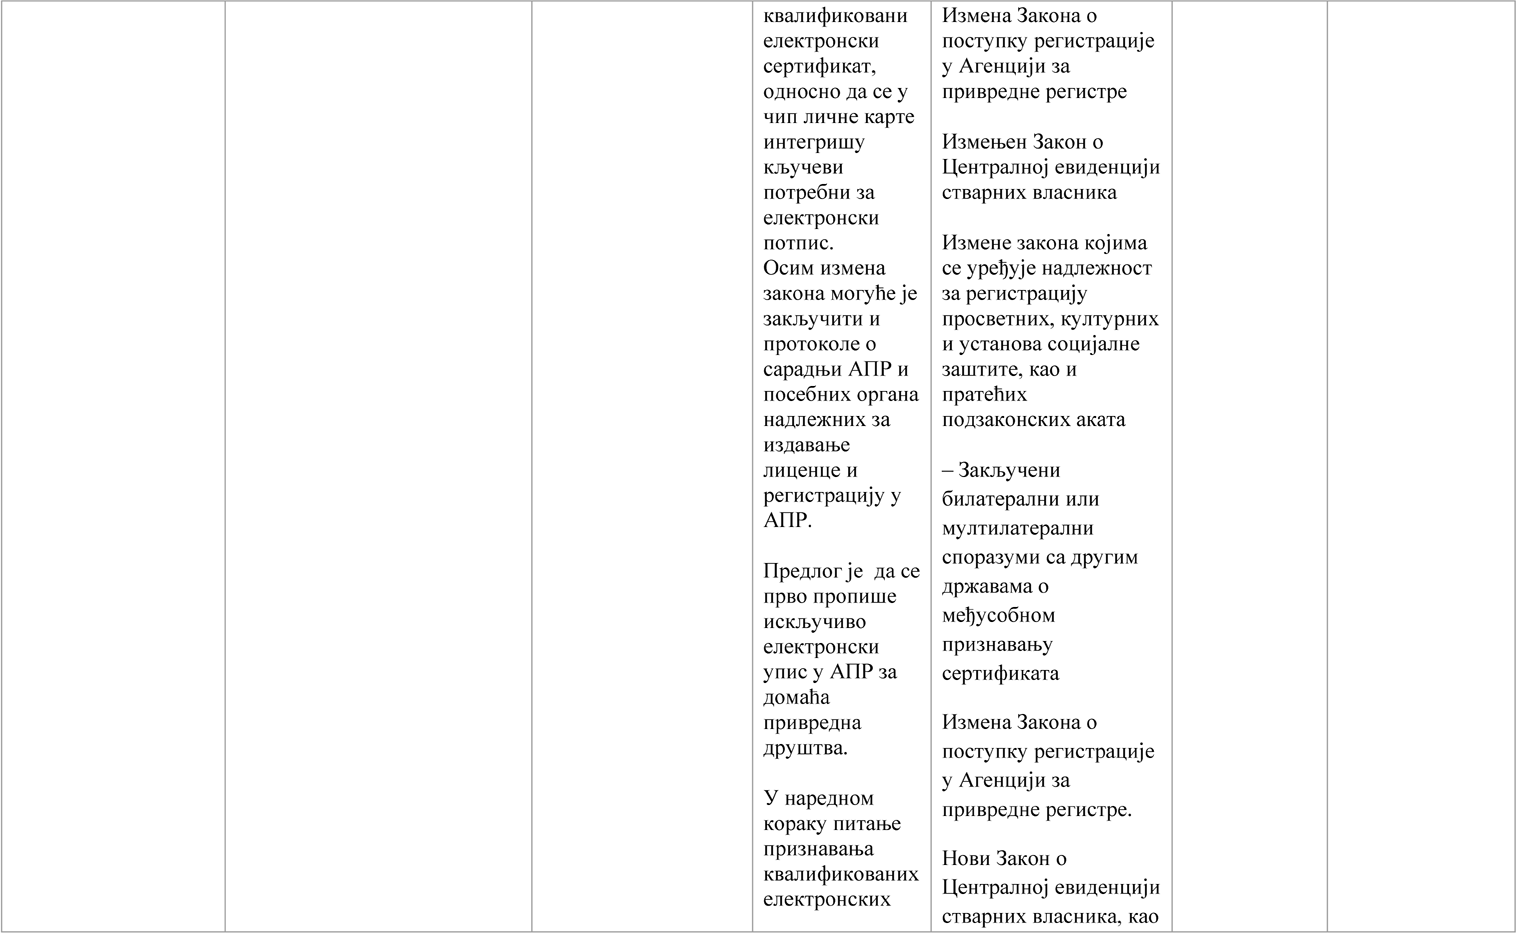 квалификовани
електронски
сертификат,
односно да се у
чип личне карте
интегришу
кључеви
потребни за
електронски
потпис.
Осим измена
закона могуће је
закључити и
протоколе о
сарадњи АПР и
посебних органа
надлежних за
издавање
лиценце и
регистрацију у
АПР.
Предлог је  да се
прво пропише
искључиво
електронски
упис у АПР за
домаћа
привредна
друштва.
У наредном
кораку питање
признавања
квалификованих
електронских
Измена Закона о
поступку регистрације
у Агенцији за
привредне регистре
Измењен Закон о
Централној евиденцији
стварних власника
Измене закона којима
се уређује надлежност
за регистрацију
просветних, културних
и установа социјалне
заштите, као и
пратећих
подзаконских аката
– Закључени
билатерални или
мултилатерални
споразуми са другим
државама о
међусобном
признавању
сертификата
Измена Закона о
поступку регистрације
у Агенцији за
привредне регистре.
Нови Закон о
Централној евиденцији
стварних власника, као